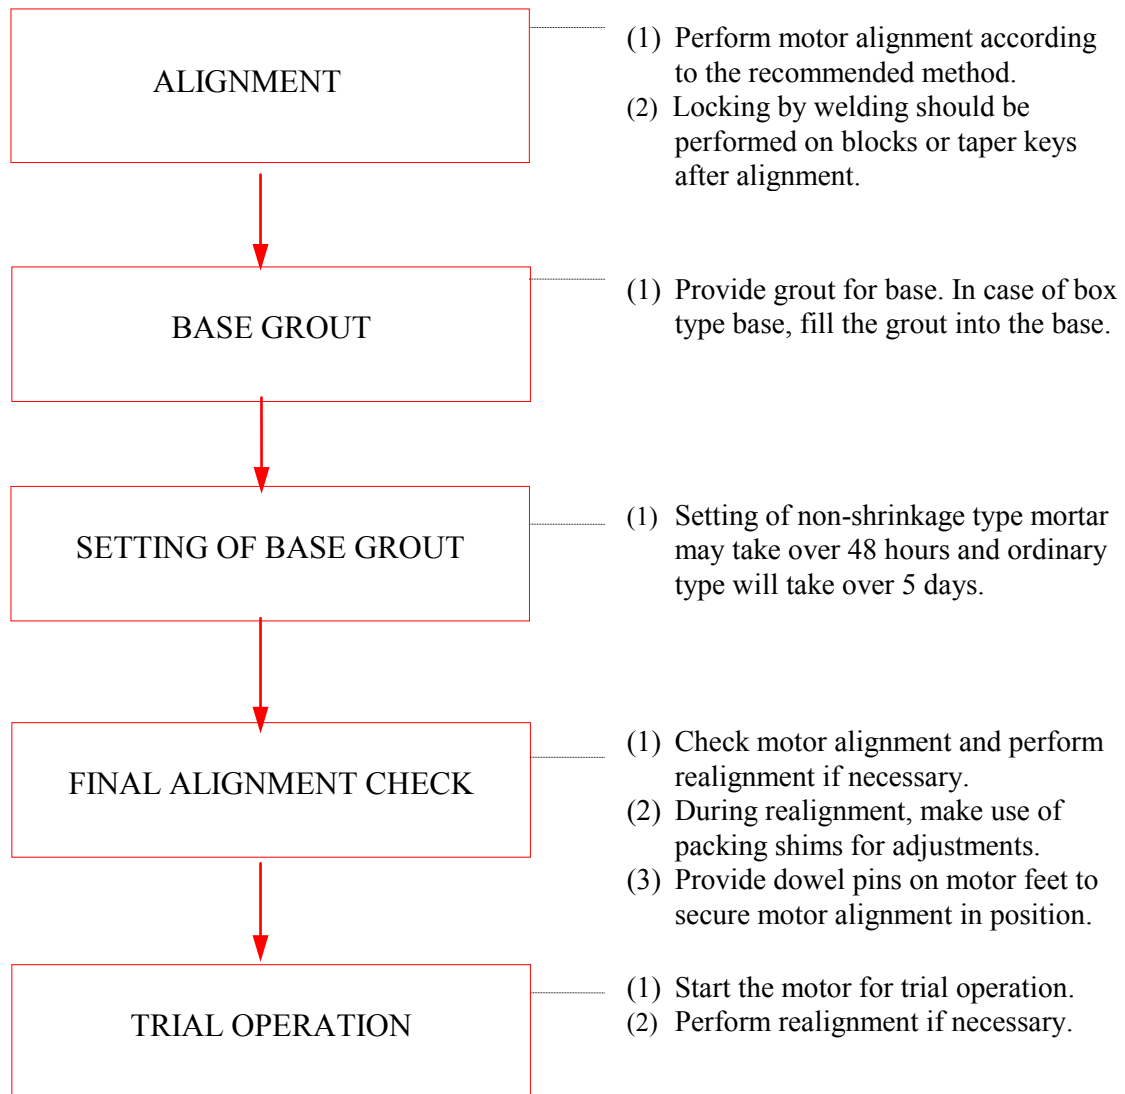 ALIGNMENT
(1) Perform motor alignment according
to the recommended method.
(2) Locking by welding should be
performed on blocks or taper keys
after alignment.
BASE GROUT
(1) Provide grout for base. In case of box
type base, fill the grout into the base.
SETTING OF BASE GROUT
(1) Setting of non-shrinkage type mortar
may take over 48 hours and ordinary
type will take over 5 days.
FINAL ALIGNMENT CHECK
(1) Check motor alignment and perform
realignment if necessary.
(2) During realignment, make use of
packing shims for adjustments.
(3) Provide dowel pins on motor feet to
secure motor alignment in position.
TRIAL OPERATION
(1) Start the motor for trial operation.
(2) Perform realignment if necessary.